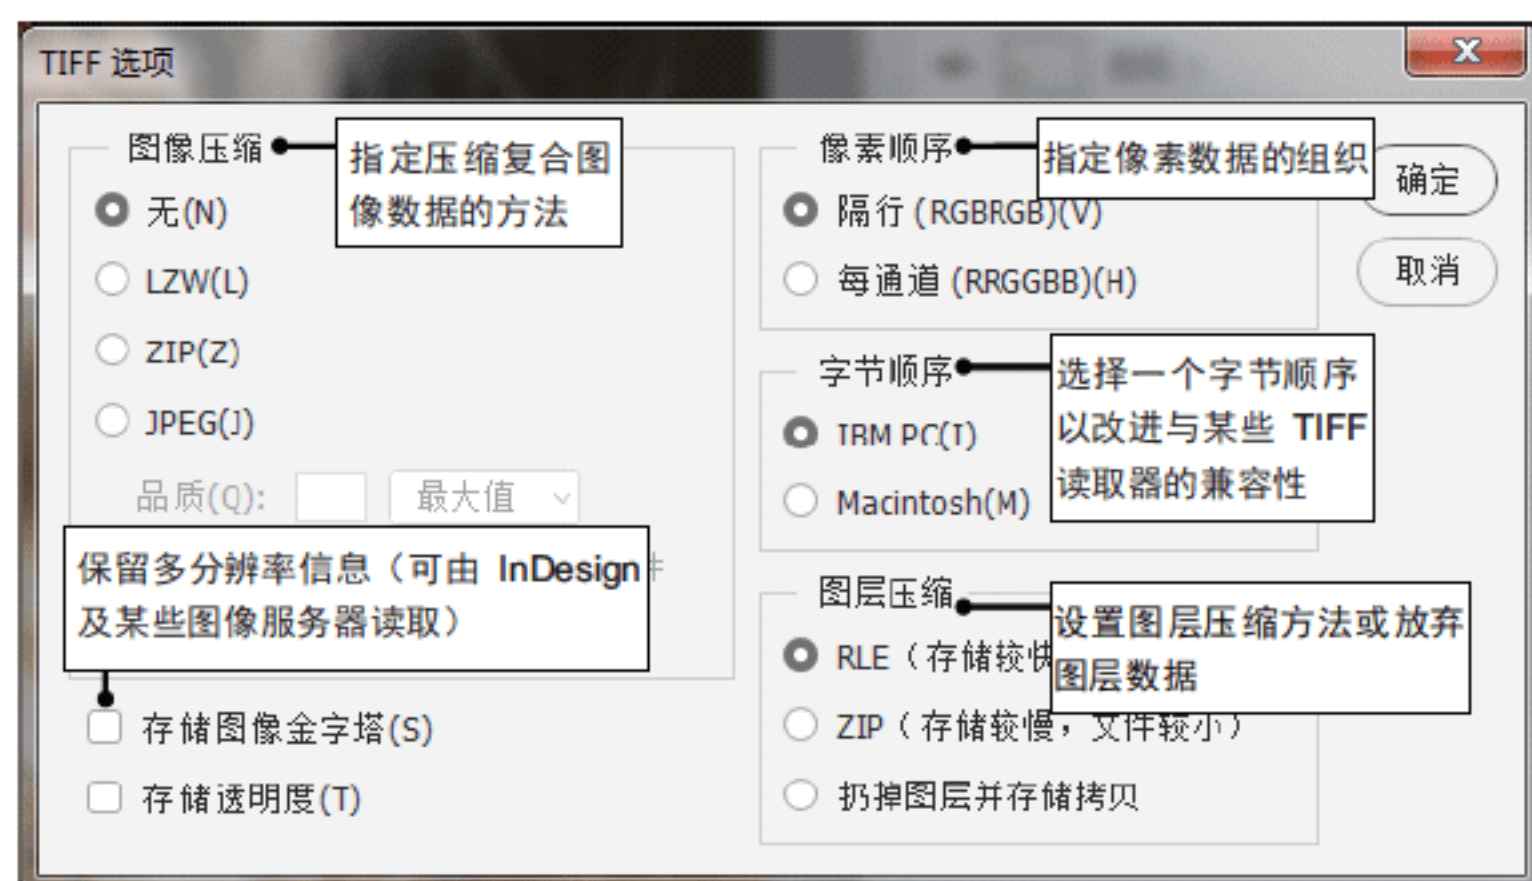 TIFF 选项
图像压缩
指定压缩复合图
像数据的方法
无(N)
LZW(L)
ZIP(Z)
JPEG(J)
品质(Q):
最大值
保留多分辨率信息（可由 InDesign
及某些图像服务器读取）
存储图像金字塔(S)
存储透明度(T)
像素顺序
指定像素数据的组织
隔行 (RGBRGB)(V)
每通道 (RRGGBB)(H)
确定
取消
字节顺序
选择一个字节顺序
以改进与某些 TIFF
读取器的兼容性
IBM PC(I)
Macintosh(M)
图层压缩
设置图层压缩方法或放弃
图层数据
RLE（存储较快
ZIP（存储较慢，文件较小）
扔掉图层并存储拷贝